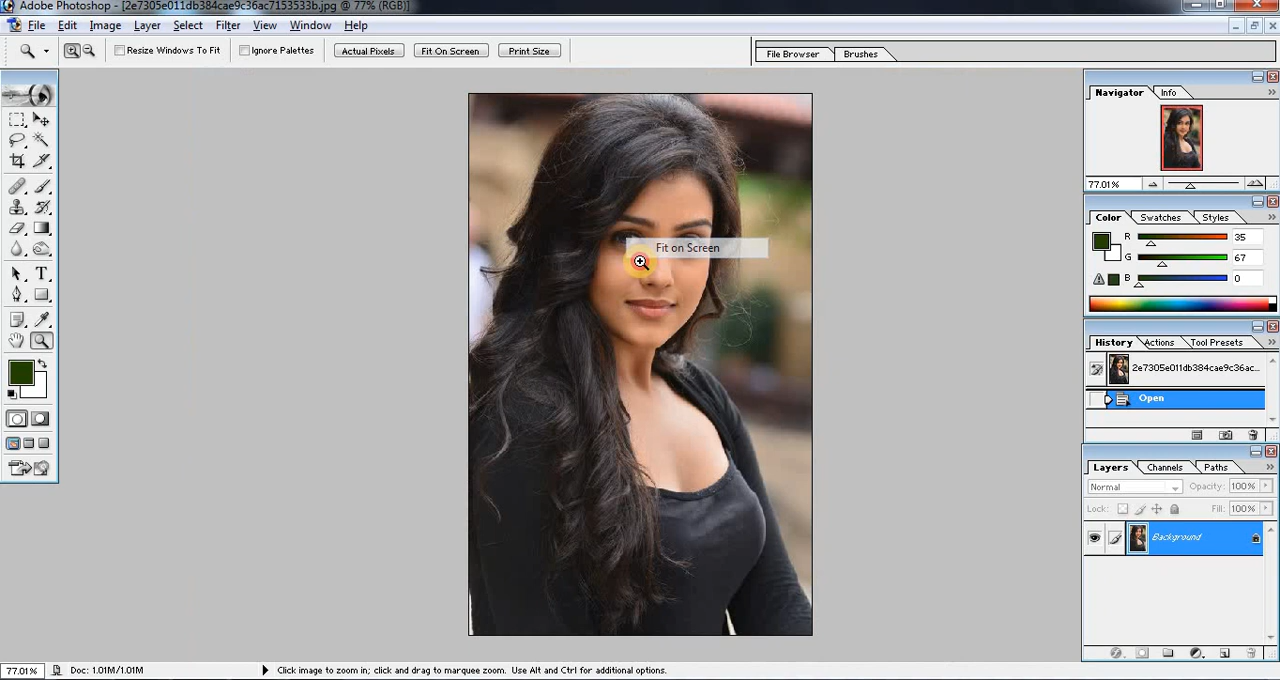 Adobe Photoshop - [2e7305e011db384cae9c36ac7153533b.jpg @ 77% (RGB)]
File Edit Image Layer Select Filter View Window Help
Resize Windows To Fit Ignore Palettes Actual Pixels Fit On Screen Print Size File Browser Brushes
Navigator Info
77.01%
Color Swatches Styles
R 35
G 67
B 0
Fit on Screen
History Actions Tool Presets
2e7305e011db384cae9c36ac...
Open
Layers Channels Paths
Normal Opacity: 100%
Lock: Fill: 100%
Background
77.01% Doc: 1.01M/1.01M Click image to zoom in; click and drag to marquee zoom. Use Alt and Ctrl for additional options.